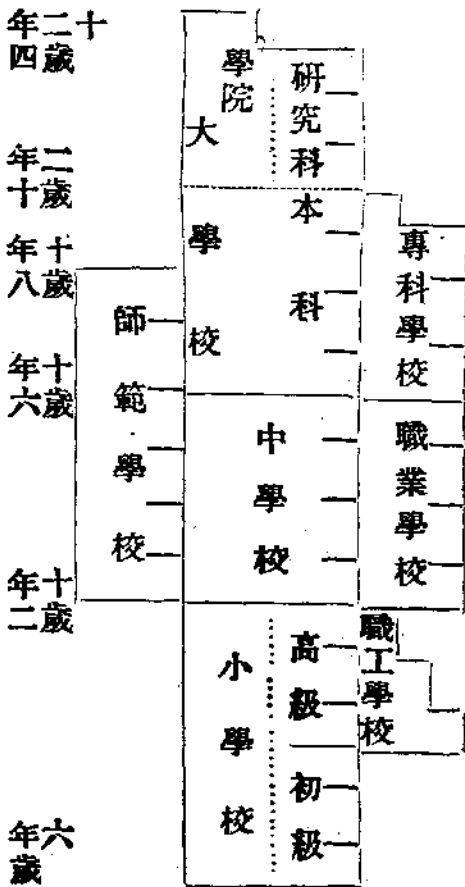 年二十
四歲
年二
十歲
年十
八歲
年十
六歲
年十
二歲
年六
歲
大學校
學院
研究科
本科
專科學校
師範學校
中學校
職業學校
小學校
高級
初級
職工學校